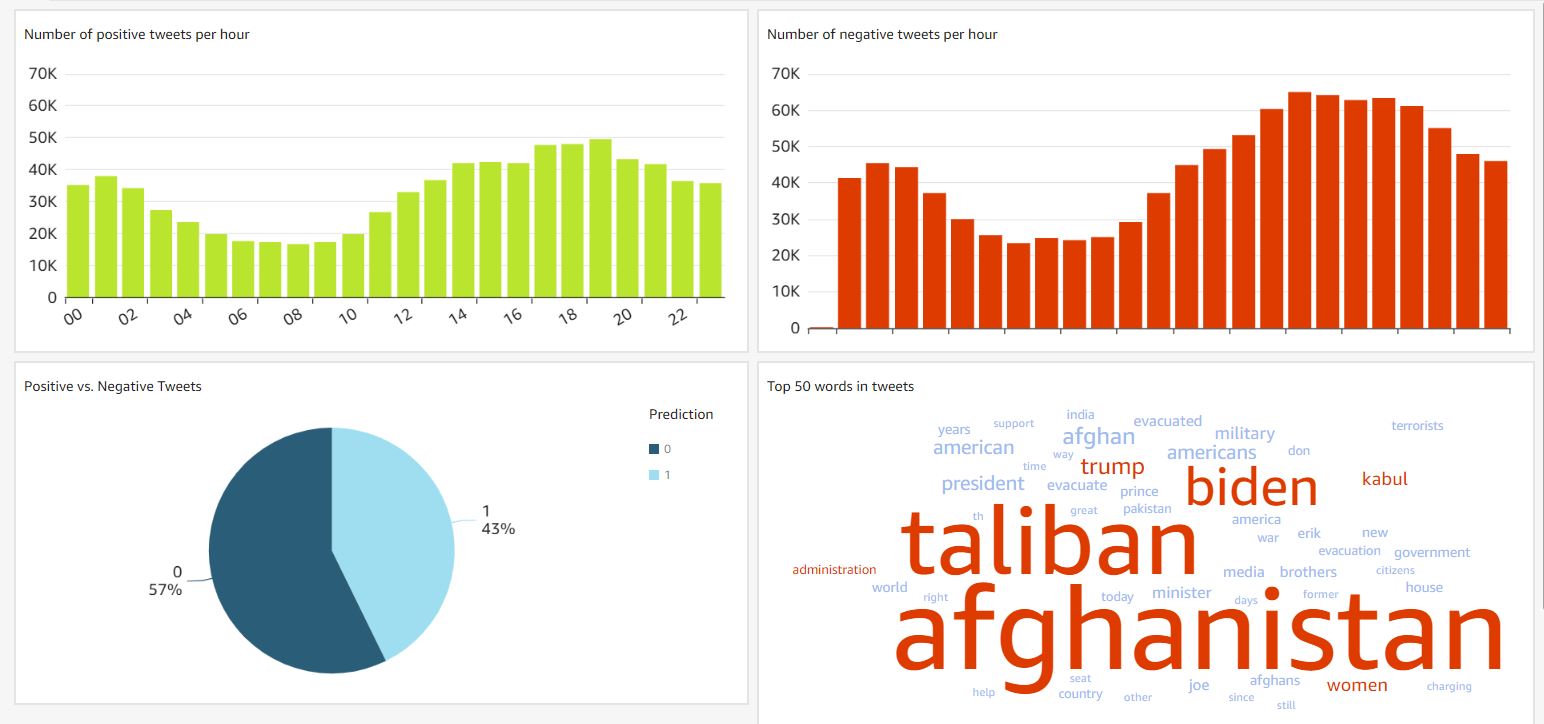 Number of positive tweets per hour
70K
60K
50K
40K
30K
20K
10K
0
00 02 04 06 08 10 12 14 16 18 20 22
Number of negative tweets per hour
70K
60K
50K
40K
30K
20K
10K
0
Positive vs. Negative Tweets
Prediction
0
1
1
43%
0
57%
Top 50 words in tweets
india
years support evacuated terrorists
afghan military
american way americans don
time trump
president evacuate prince biden kabul
th great pakistan
taliban america
war erik new
evacuation government
administration media brothers citizens
world right today minister days former house
afghanistan
seat afghans
help country other joe since women charging
still